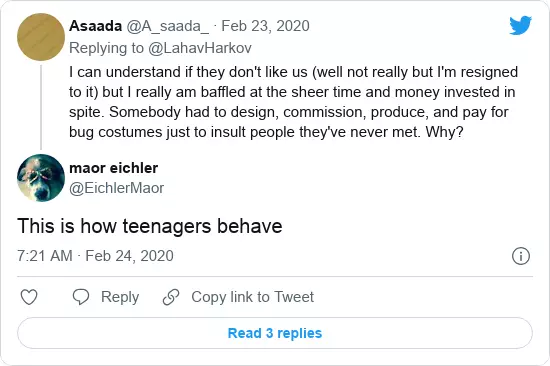 Asaada @A_saada_ · Feb 23, 2020
Replying to @LahavHarkov
I can understand if they don't like us (well not really but I'm resigned
to it) but I really am baffled at the sheer time and money invested in
spite. Somebody had to design, commission, produce, and pay for
bug costumes just to insult people they've never met. Why?
maor eichler
@EichlerMaor
This is how teenagers behave
7:21 AM · Feb 24, 2020
Reply
Copy link to Tweet
Read 3 replies